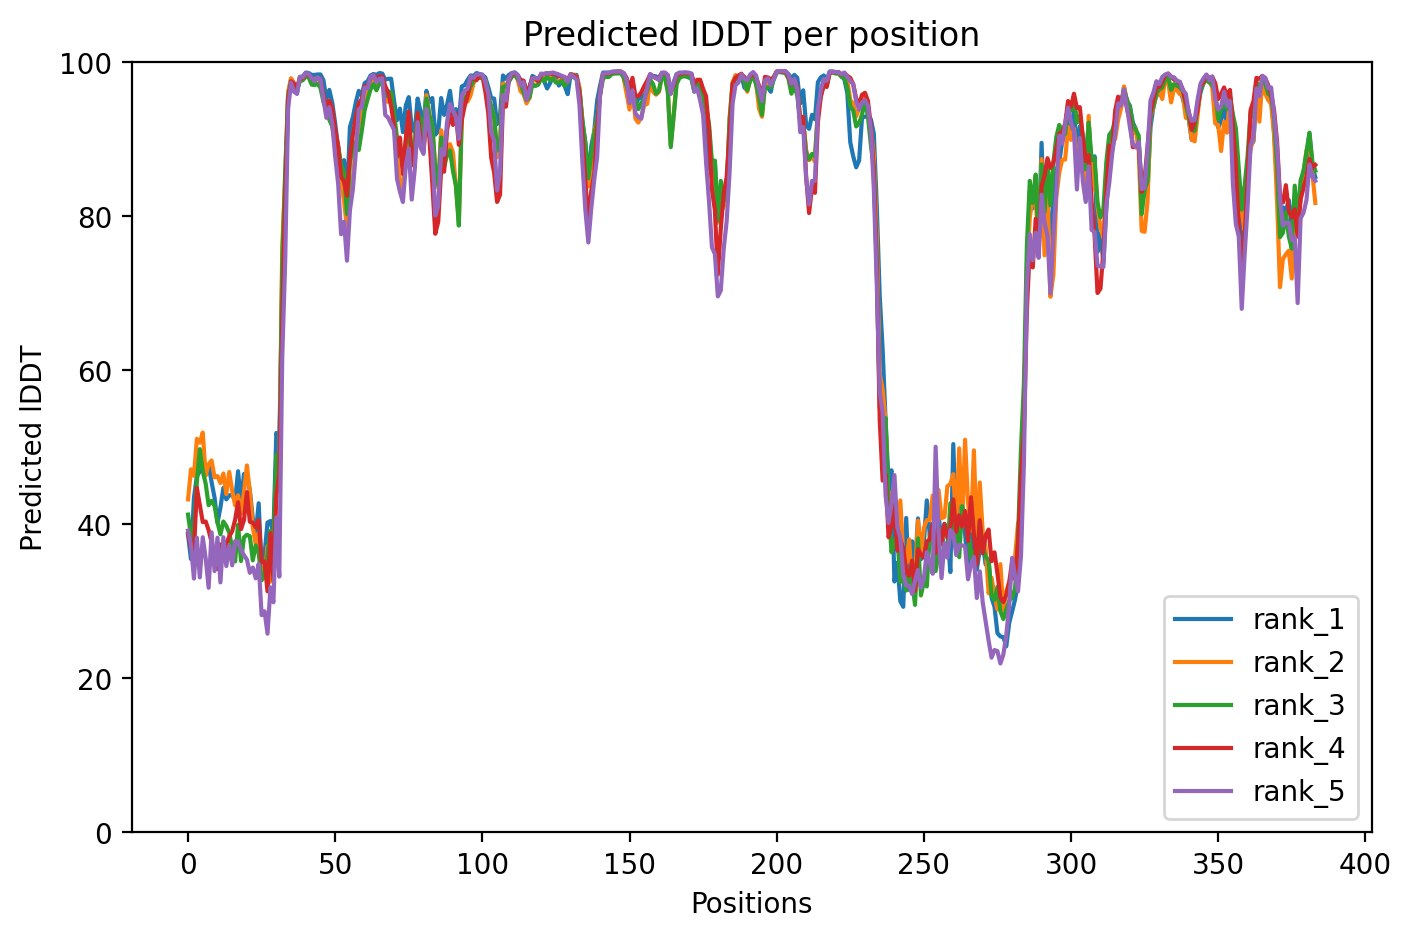 Predicted lDDT per position
Predicted lDDT
100
80
60
40
20
0
0 50 100 150 200 250 300 350 400
Positions
rank_1
rank_2
rank_3
rank_4
rank_5